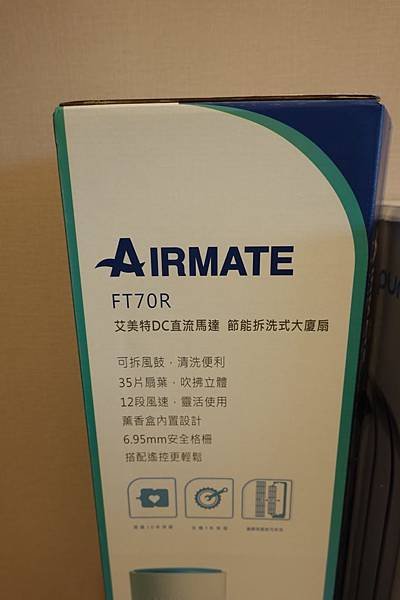 AIRMATE
FT70R
艾美特DC直流馬達 節能拆洗式大廈扇
可拆風鼓，清洗便利
35片扇葉，吹拂立體
12段風速，靈活使用
薰香盒內置設計
6.95mm安全格柵
搭配遙控更輕鬆